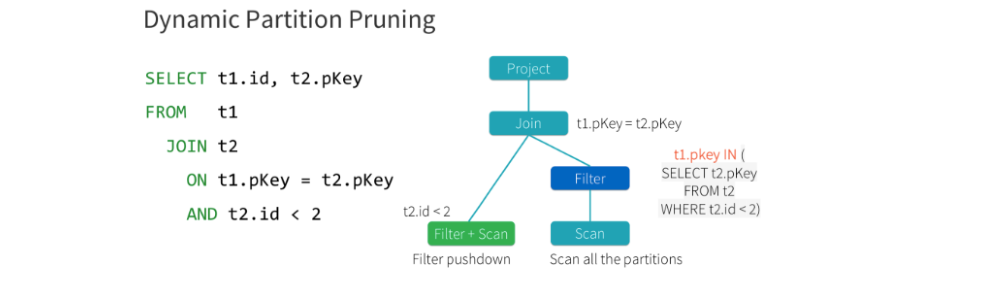 Dynamic Partition Pruning
SELECT t1.id, t2.pKey
FROM t1
JOIN t2
ON t1.pKey = t2.pKey
AND t2.id < 2
Project
Join
t1.pKey = t2.pKey
Filter
t1.pkey IN (
SELECT t2.pKey
FROM t2
WHERE t2.id < 2)
t2.id < 2
Filter + Scan
Scan
Filter pushdown
Scan all the partitions